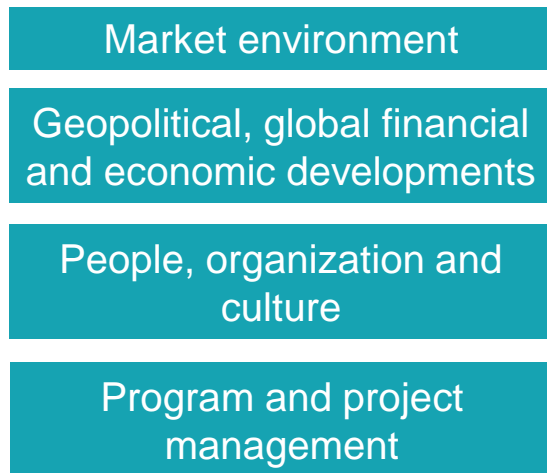 Market environment
Geopolitical, global financial
and economic developments
People, organization and
culture
Program and project
management